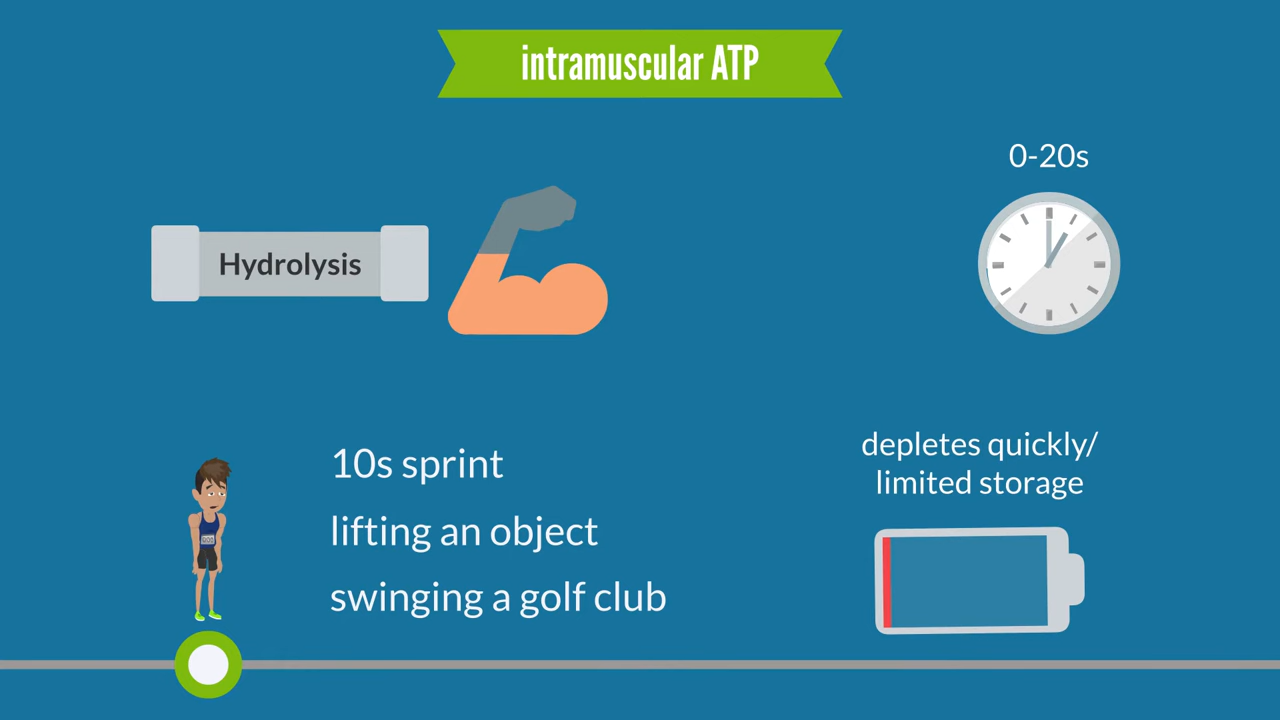 intramuscular ATP
0-20s
Hydrolysis
10s sprint
lifting an object
swinging a golf club
depletes quickly/
limited storage